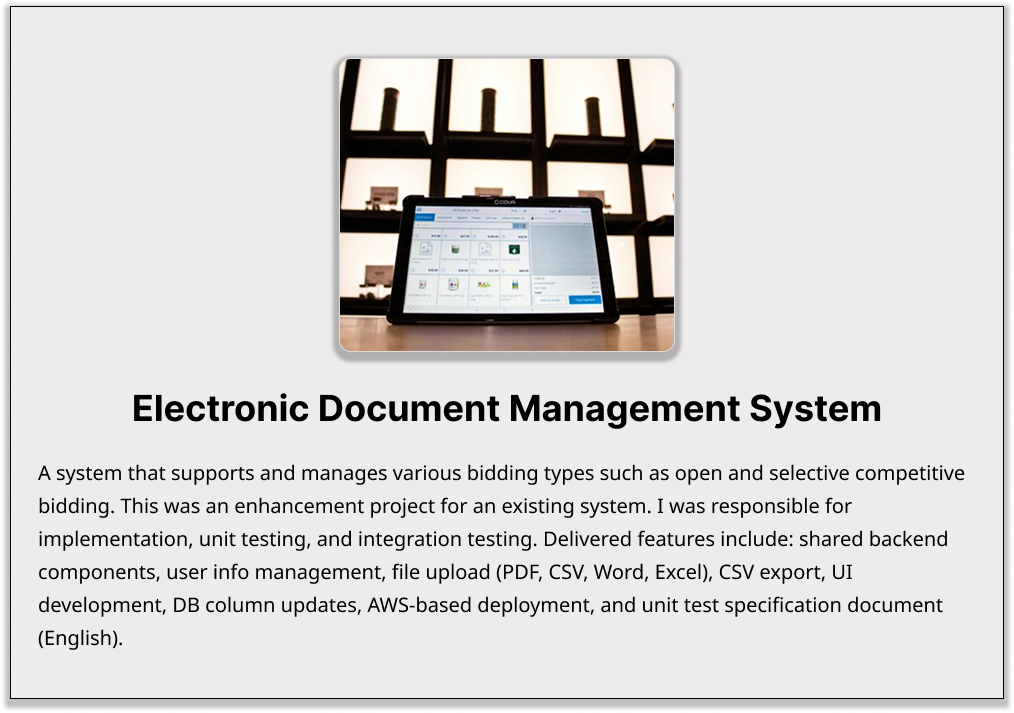 COVA
Electronic Document Management System
A system that supports and manages various bidding types such as open and selective competitive
bidding. This was an enhancement project for an existing system. I was responsible for
implementation, unit testing, and integration testing. Delivered features include: shared backend
components, user info management, file upload (PDF, CSV, Word, Excel), CSV export, UI
development, DB column updates, AWS-based deployment, and unit test specification document
(English).